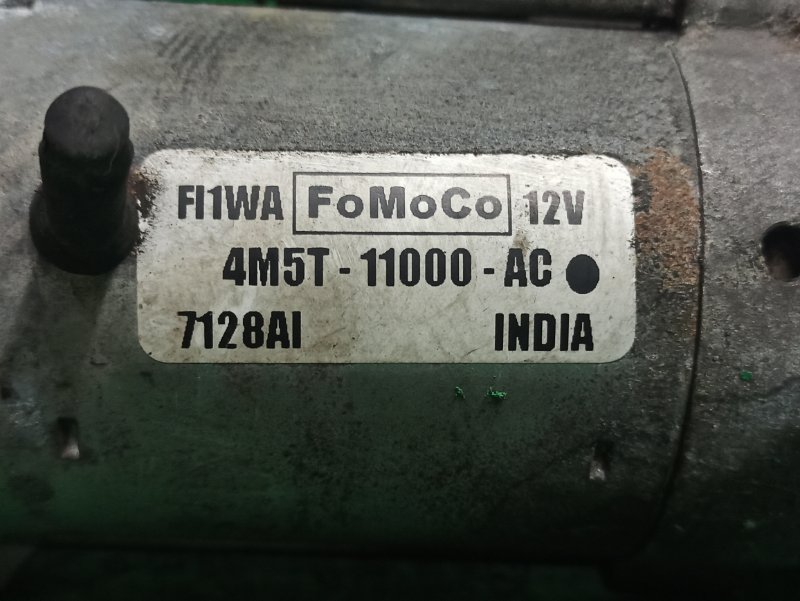 FI1WA FoMoCo 12V
4M5T - 11000 - AC
7128AI INDIA